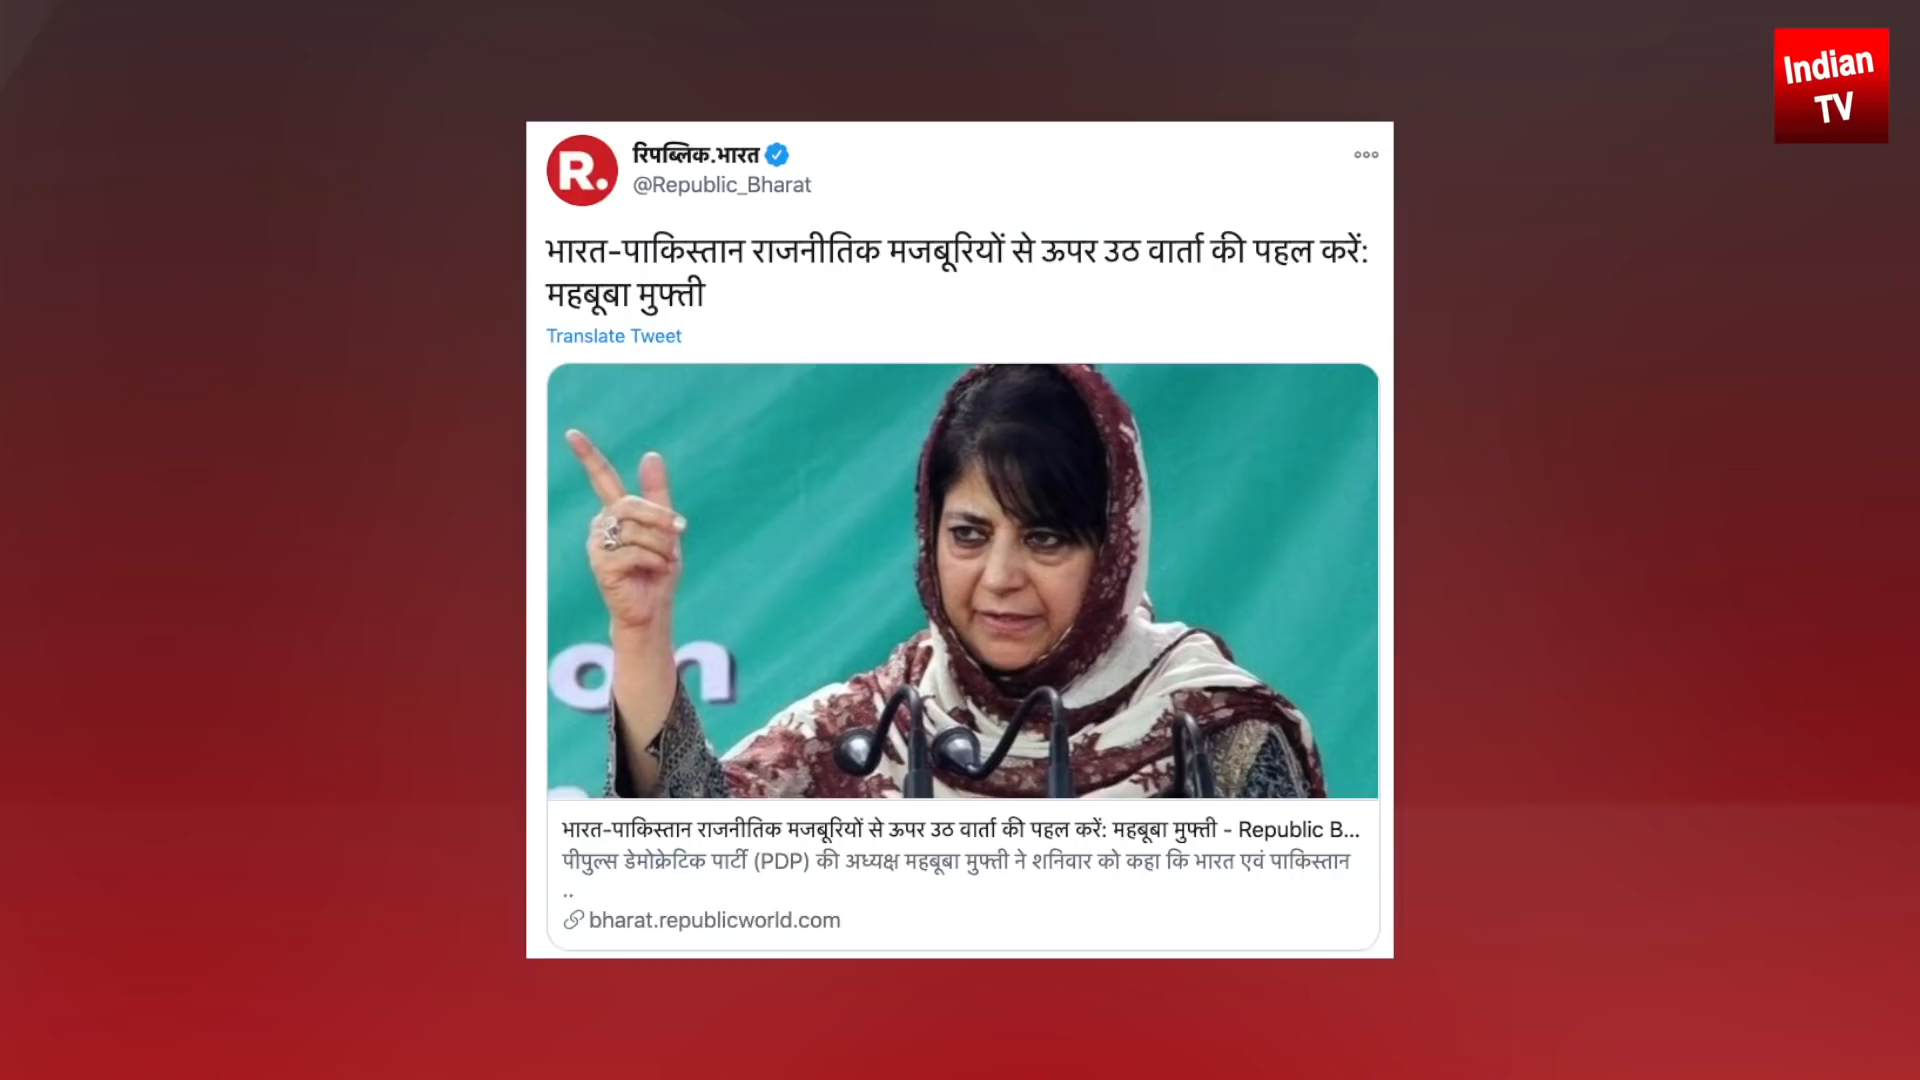 Indian
TV
R.
रिपब्लिक.भारत
@Republic_Bharat
भारत-पाकिस्तान राजनीतिक मजबूरियों से ऊपर उठ वार्ता की पहल करें:
महबूबा मुफ्ती
Translate Tweet
on
भारत-पाकिस्तान राजनीतिक मजबूरियों से ऊपर उठ वार्ता की पहल करें: महबूबा मुफ्ती - Republic B...
पीपुल्स डेमोक्रेटिक पार्टी (PDP) की अध्यक्ष महबूबा मुफ्ती ने शनिवार को कहा कि भारत एवं पाकिस्तान
..
bharat.republicworld.com